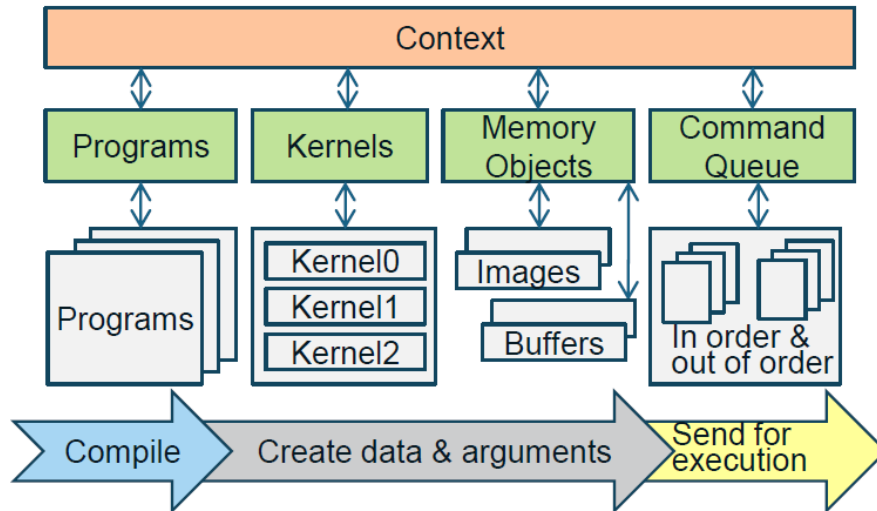 Context
Programs
Kernels
Memory
Objects
Command
Queue
Programs
Kernel0
Kernel1
Kernel2
Images
Buffers
In order &
out of order
Compile
Create data & arguments
Send for
execution